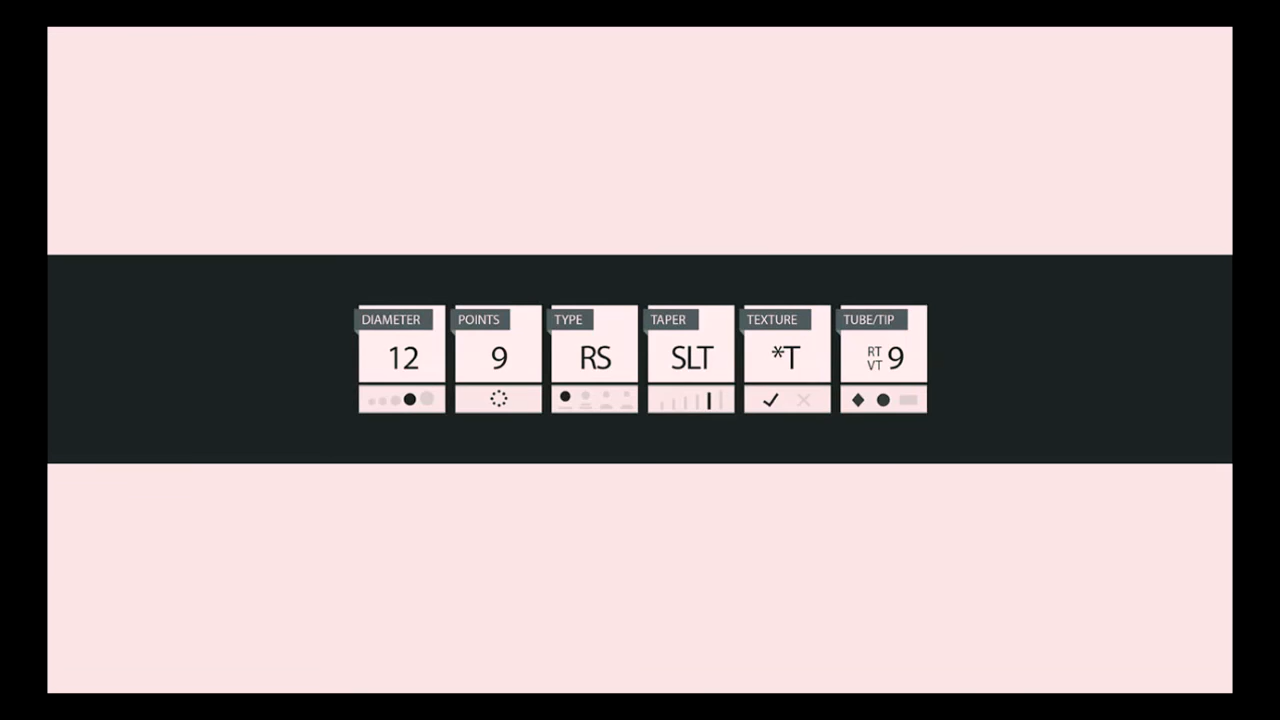 DIAMETER POINTS TYPE TAPER TEXTURE TUBE/TIP
12 9 RS SLT *T RT VT 9